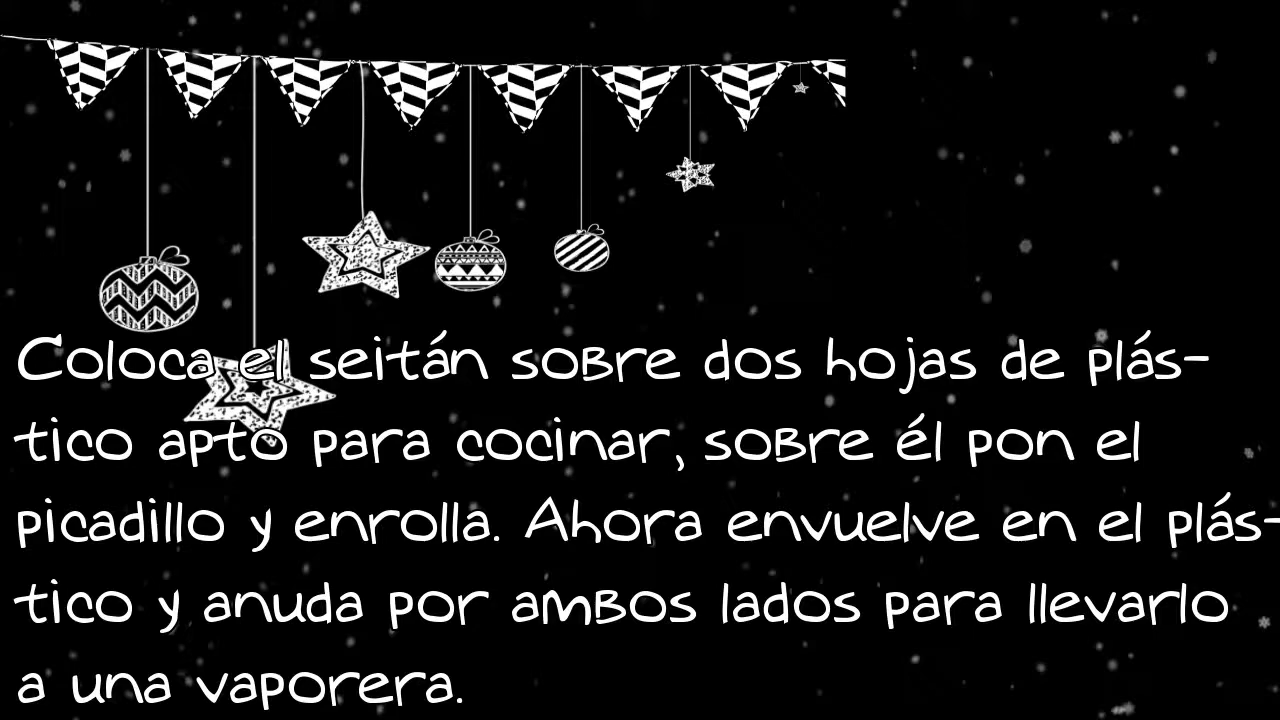 Coloca el seitán sobre dos hojas de plás-
tico apto para cocinar, sobre él pon el
picadillo y enrolla. Ahora envuelve en el plás-
tico y anuda por ambos lados para llevarlo
a una vaporera.